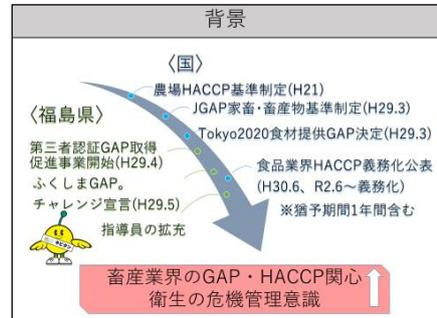 背景
〈国〉
農場HACCP基準制定(H21)
JGAP家畜・畜産物基準制定(H29.3)
Tokyo2020食材提供GAP決定(H29.3)
食品業界HACCP義務化公表
(H30.6、R2.6～義務化)
※猶予期間1年間含む
〈福島県〉
第三者認証GAP取得
促進事業開始(H29.4)
ふくしまGAP。
チャレンジ宣言(H29.5)
指導員の拡充
畜産業界のGAP・HACCP関心
衛生の危機管理意識